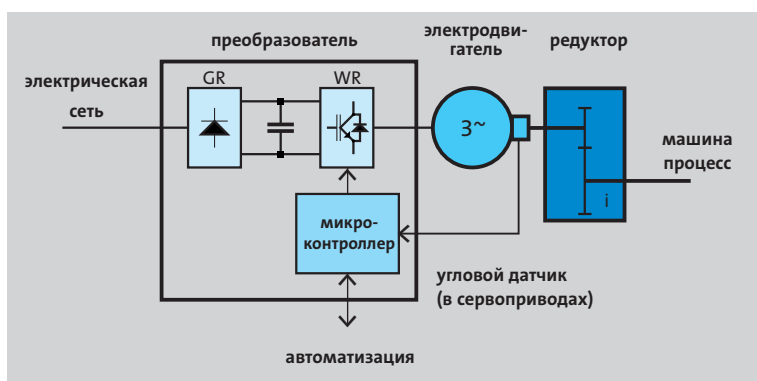 преобразователь
электродви-
гатель
редуктор
электрическая
сеть
GR
WR
3~
машина
процесс
i
микро-
контроллер
угловой датчик
(в сервоприводах)
автоматизация